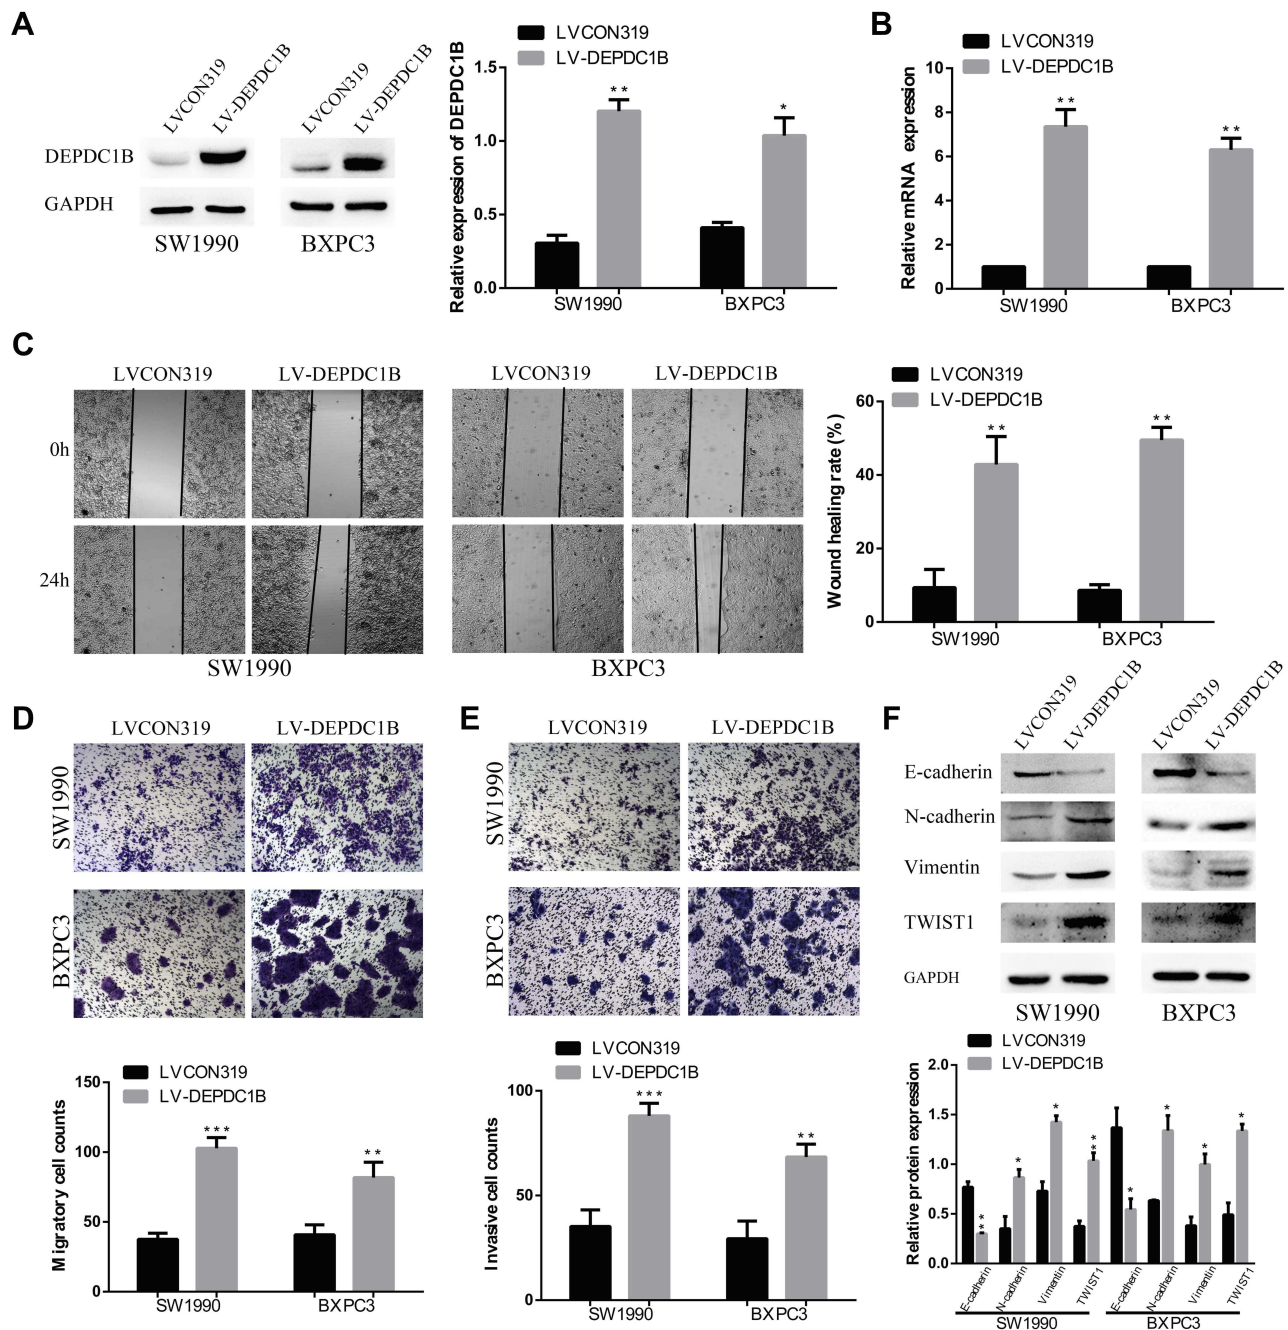 A
LVCON319
LV-DEPDC1B
LVCON319
LV-DEPDC1B
DEPDC1B
GAPDH
SW1990
BXPC3
LVCON319
LV-DEPDC1B
Relative expression of DEPDC1B
1.5
1.0
0.5
0.0
**
*
SW1990
BXPC3
B
LVCON319
LV-DEPDC1B
Relative mRNA expression
10
8
6
4
2
0
**
**
SW1990
BXPC3
C
LVCON319
LV-DEPDC1B
LVCON319
LV-DEPDC1B
0h
24h
SW1990
BXPC3
LVCON319
LV-DEPDC1B
Wound healing rate (%)
60
40
20
0
**
**
SW1990
BXPC3
D
LVCON319
LV-DEPDC1B
SW1990
BXPC3
LVCON319
LV-DEPDC1B
Migratory cell counts
150
100
50
0
***
**
SW1990
BXPC3
E
LVCON319
LV-DEPDC1B
SW1990
BXPC3
LVCON319
LV-DEPDC1B
Invasive cell counts
100
50
0
***
**
SW1990
BXPC3
F
LVCON319
LV-DEPDC1B
LVCON319
LV-DEPDC1B
E-cadherin
N-cadherin
Vimentin
TWIST1
GAPDH
SW1990
BXPC3
LVCON319
LV-DEPDC1B
Relative protein expression
2.0
1.5
1.0
0.5
0.0
**
*
*
**
*
*
*
*
E-cadherin
N-cadherin
Vimentin
TWIST1
E-cadherin
N-cadherin
Vimentin
TWIST1
SW1990
BXPC3